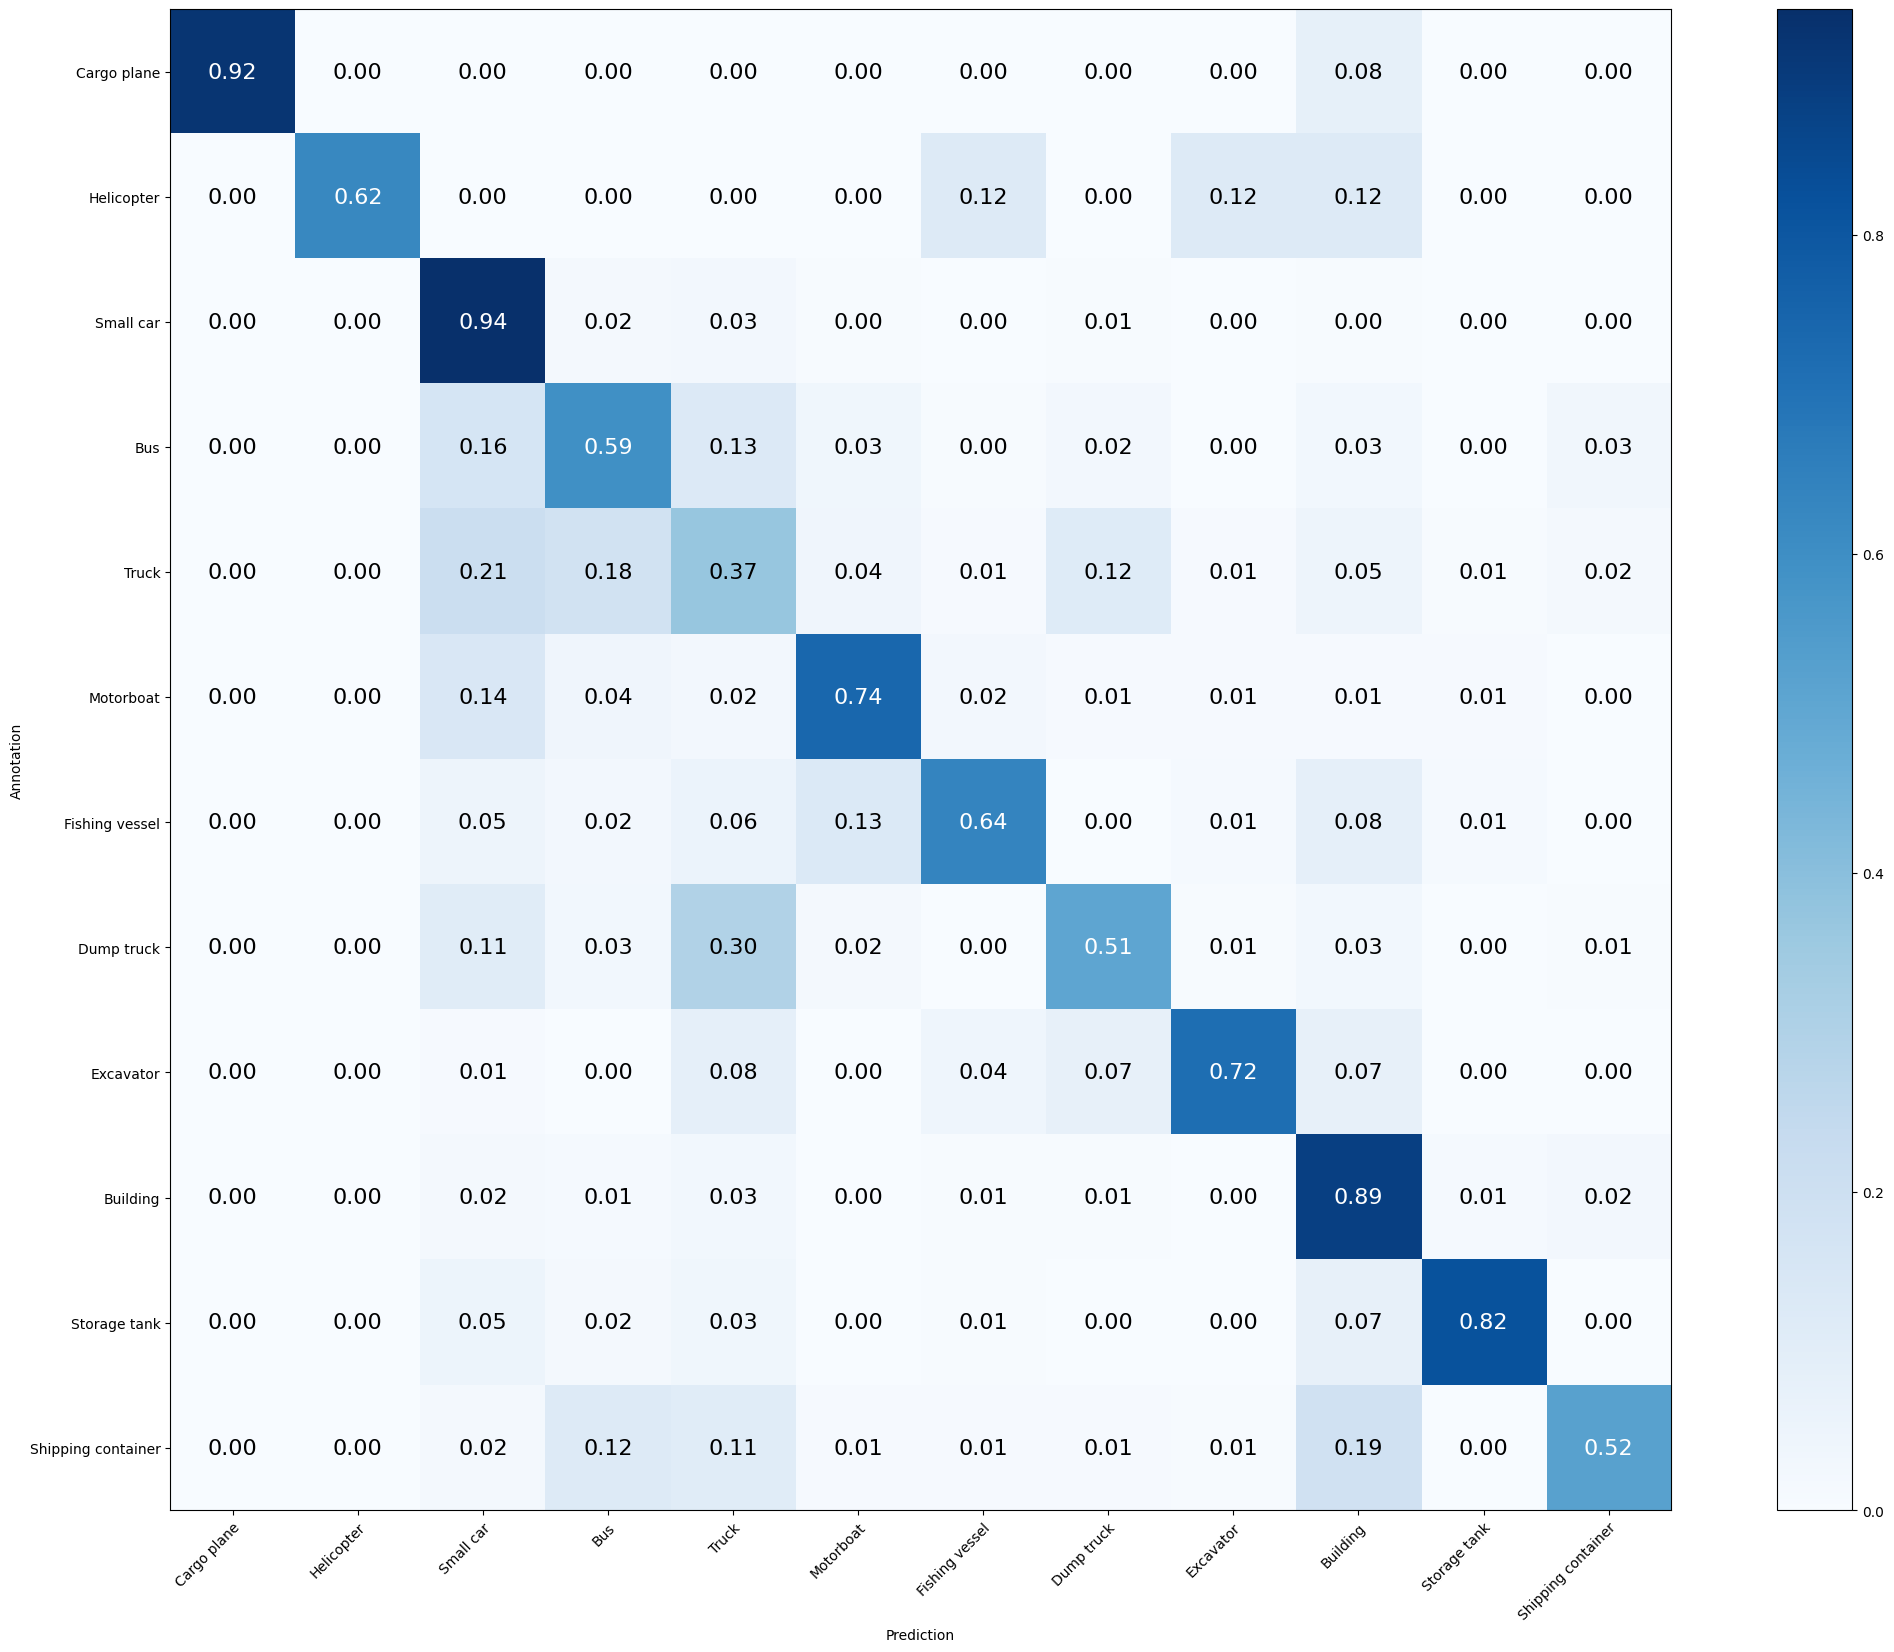 Cargo plane 0.92 0.00 0.00 0.00 0.00 0.00 0.00 0.00 0.00 0.08 0.00 0.00
Helicopter 0.00 0.62 0.00 0.00 0.00 0.00 0.12 0.00 0.12 0.12 0.00 0.00
0.8
Small car 0.00 0.00 0.94 0.02 0.03 0.00 0.00 0.01 0.00 0.00 0.00 0.00
Bus 0.00 0.00 0.16 0.59 0.13 0.03 0.00 0.02 0.00 0.03 0.00 0.03
0.6
Truck 0.00 0.00 0.21 0.18 0.37 0.04 0.01 0.12 0.01 0.05 0.01 0.02
Motorboat 0.00 0.00 0.14 0.04 0.02 0.74 0.02 0.01 0.01 0.01 0.01 0.00
Annotation
Fishing vessel 0.00 0.00 0.05 0.02 0.06 0.13 0.64 0.00 0.01 0.08 0.01 0.00
0.4
Dump truck 0.00 0.00 0.11 0.03 0.30 0.02 0.00 0.51 0.01 0.03 0.00 0.01
Excavator 0.00 0.00 0.01 0.00 0.08 0.00 0.04 0.07 0.72 0.07 0.00 0.00
Building 0.00 0.00 0.02 0.01 0.03 0.00 0.01 0.01 0.00 0.89 0.01 0.02
0.2
Storage tank 0.00 0.00 0.05 0.02 0.03 0.00 0.01 0.00 0.00 0.07 0.82 0.00
Shipping container 0.00 0.00 0.02 0.12 0.11 0.01 0.01 0.01 0.01 0.19 0.00 0.52
0.0
Cargo plane Helicopter Small car Bus Truck Motorboat Fishing vessel Dump truck Excavator Building Storage tank Shipping container
Prediction